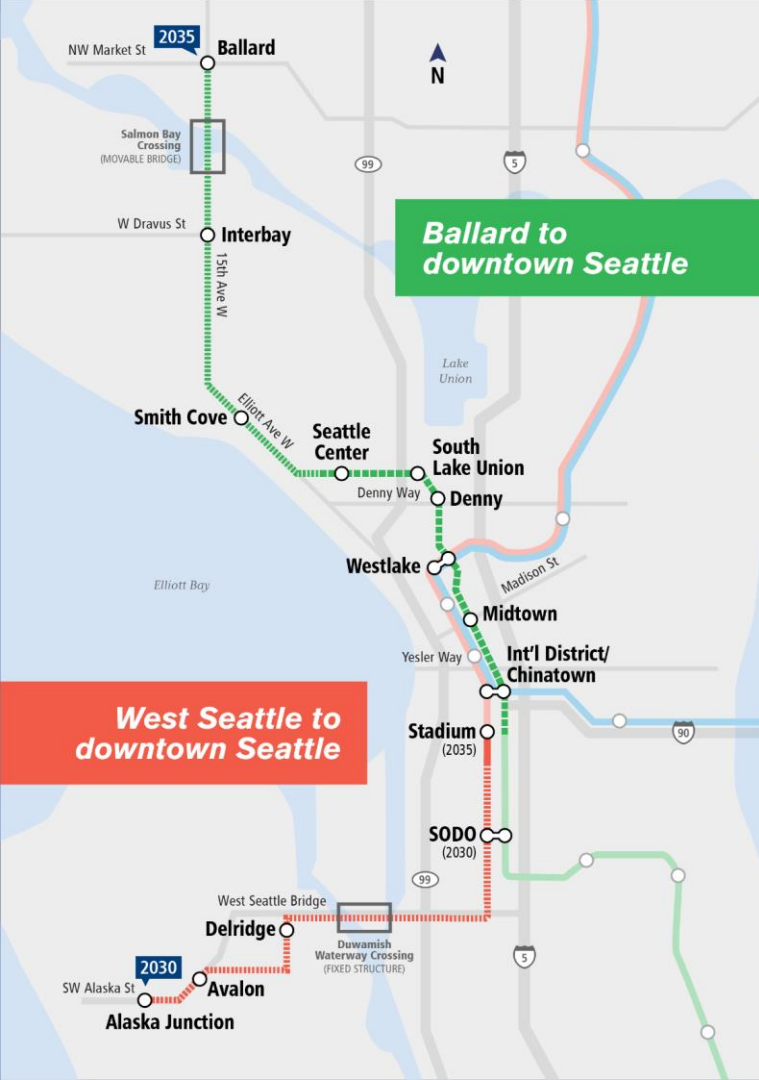 2035
Ballard
NW Market St
N
Salmon Bay
Crossing
(MOVABLE BRIDGE)
99
5
W Dravus St
Interbay
Ballard to
downtown Seattle
15th Ave W
Lake
Union
Smith Cove
Elliott Ave W
Seattle
Center
South
Lake Union
Denny Way
Denny
Westlake
Madison St
Elliott Bay
Midtown
Yesler Way
Int'l District/
Chinatown
West Seattle to
downtown Seattle
Stadium
(2035)
90
SODO
(2030)
99
West Seattle Bridge
Delridge
Duwamish
Waterway Crossing
(FIXED STRUCTURE)
5
2030
SW Alaska St
Avalon
Alaska Junction